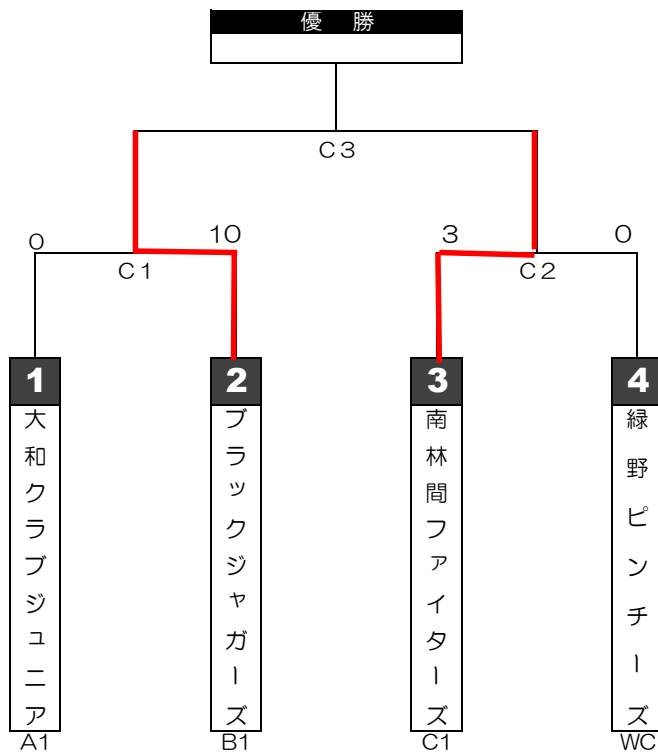 優 勝
C3
0
10
3
0
C1
C2
1
2
3
4
大和クラブジュニア
ブラックジャガーズ
南林間ファイターズ
緑野ピンチーズ
A1
B1
C1
WC